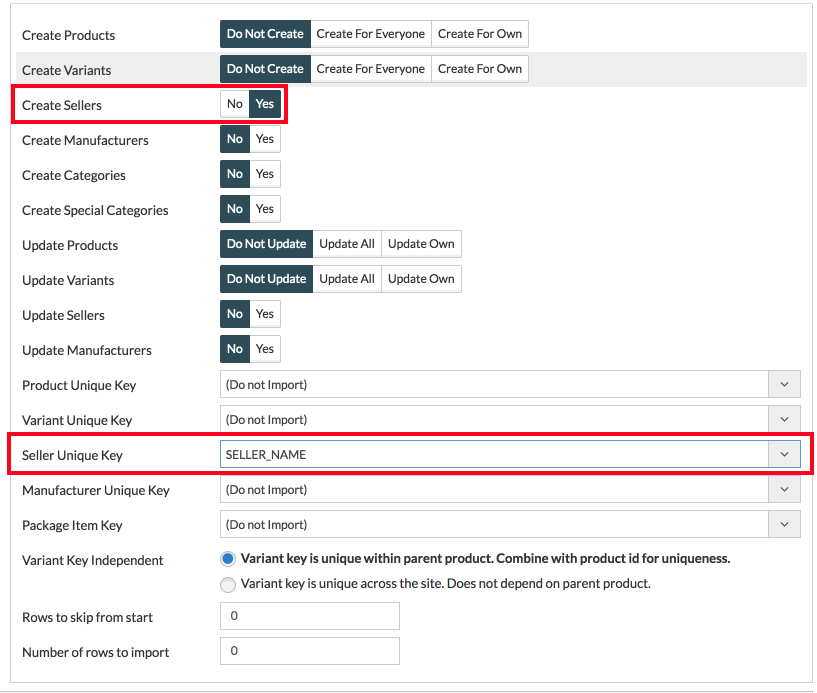 Create Products Do Not Create Create For Everyone Create For Own
Create Variants Do Not Create Create For Everyone Create For Own
Create Sellers No Yes
Create Manufacturers No Yes
Create Categories No Yes
Create Special Categories No Yes
Update Products Do Not Update Update All Update Own
Update Variants Do Not Update Update All Update Own
Update Sellers No Yes
Update Manufacturers No Yes
Product Unique Key (Do not Import)
Variant Unique Key (Do not Import)
Seller Unique Key SELLER_NAME
Manufacturer Unique Key (Do not Import)
Package Item Key (Do not Import)
Variant Key Independent Variant key is unique within parent product. Combine with product id for uniqueness.
Variant key is unique across the site. Does not depend on parent product.
Rows to skip from start 0
Number of rows to import 0